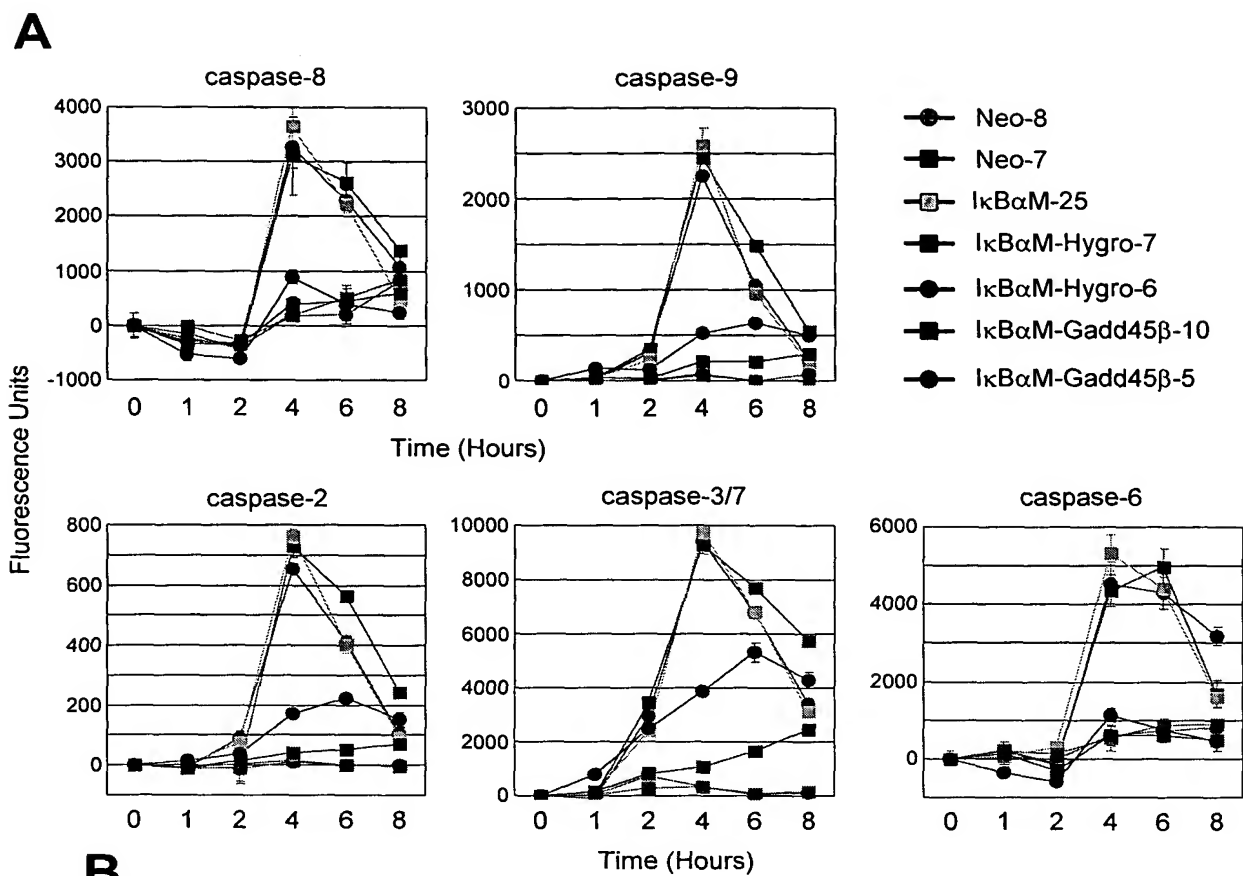 A
caspase-8
4000
3000
2000
1000
0
-1000
0 1 2 4 6 8
caspase-9
3000
2000
1000
0
0 1 2 4 6 8
Neo-8
Neo-7
IκBαM-25
IκBαM-Hygro-7
IκBαM-Hygro-6
IκBαM-Gadd45β-10
IκBαM-Gadd45β-5
Fluorescence Units
Time (Hours)
caspase-2
800
600
400
200
0
0 1 2 4 6 8
caspase-3/7
10000
8000
6000
4000
2000
0
0 1 2 4 6 8
caspase-6
6000
4000
2000
0
0 1 2 4 6 8
Time (Hours)
B